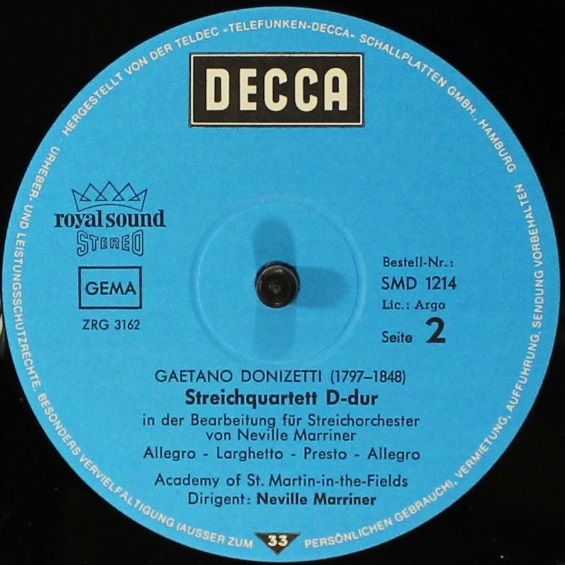 URHEBER- UND LEISTUNGSSCHUTZRECHTE, BESONDERS VERVIELFÄLTIGUNG (AUSSER ZUM PERSÖNLICHEN GEBRAUCH), VERMIETUNG, AUFFÜHRUNG, SENDUNG VORBEHALTEN · HERGESTELLT VON DER TELDEC »TELEFUNKEN-DECCA« SCHALLPLATTEN GMBH., HAMBURG
DECCA
royal sound
STEREO
GEMA
ZRG 3162
Bestell-Nr.:
SMD 1214
Lic.: Argo
Seite 2
GAETANO DONIZETTI (1797–1848)
Streichquartett D-dur
in der Bearbeitung für Streichorchester
von Neville Marriner
Allegro - Larghetto - Presto - Allegro
Academy of St. Martin-in-the-Fields
Dirigent: Neville Marriner
33